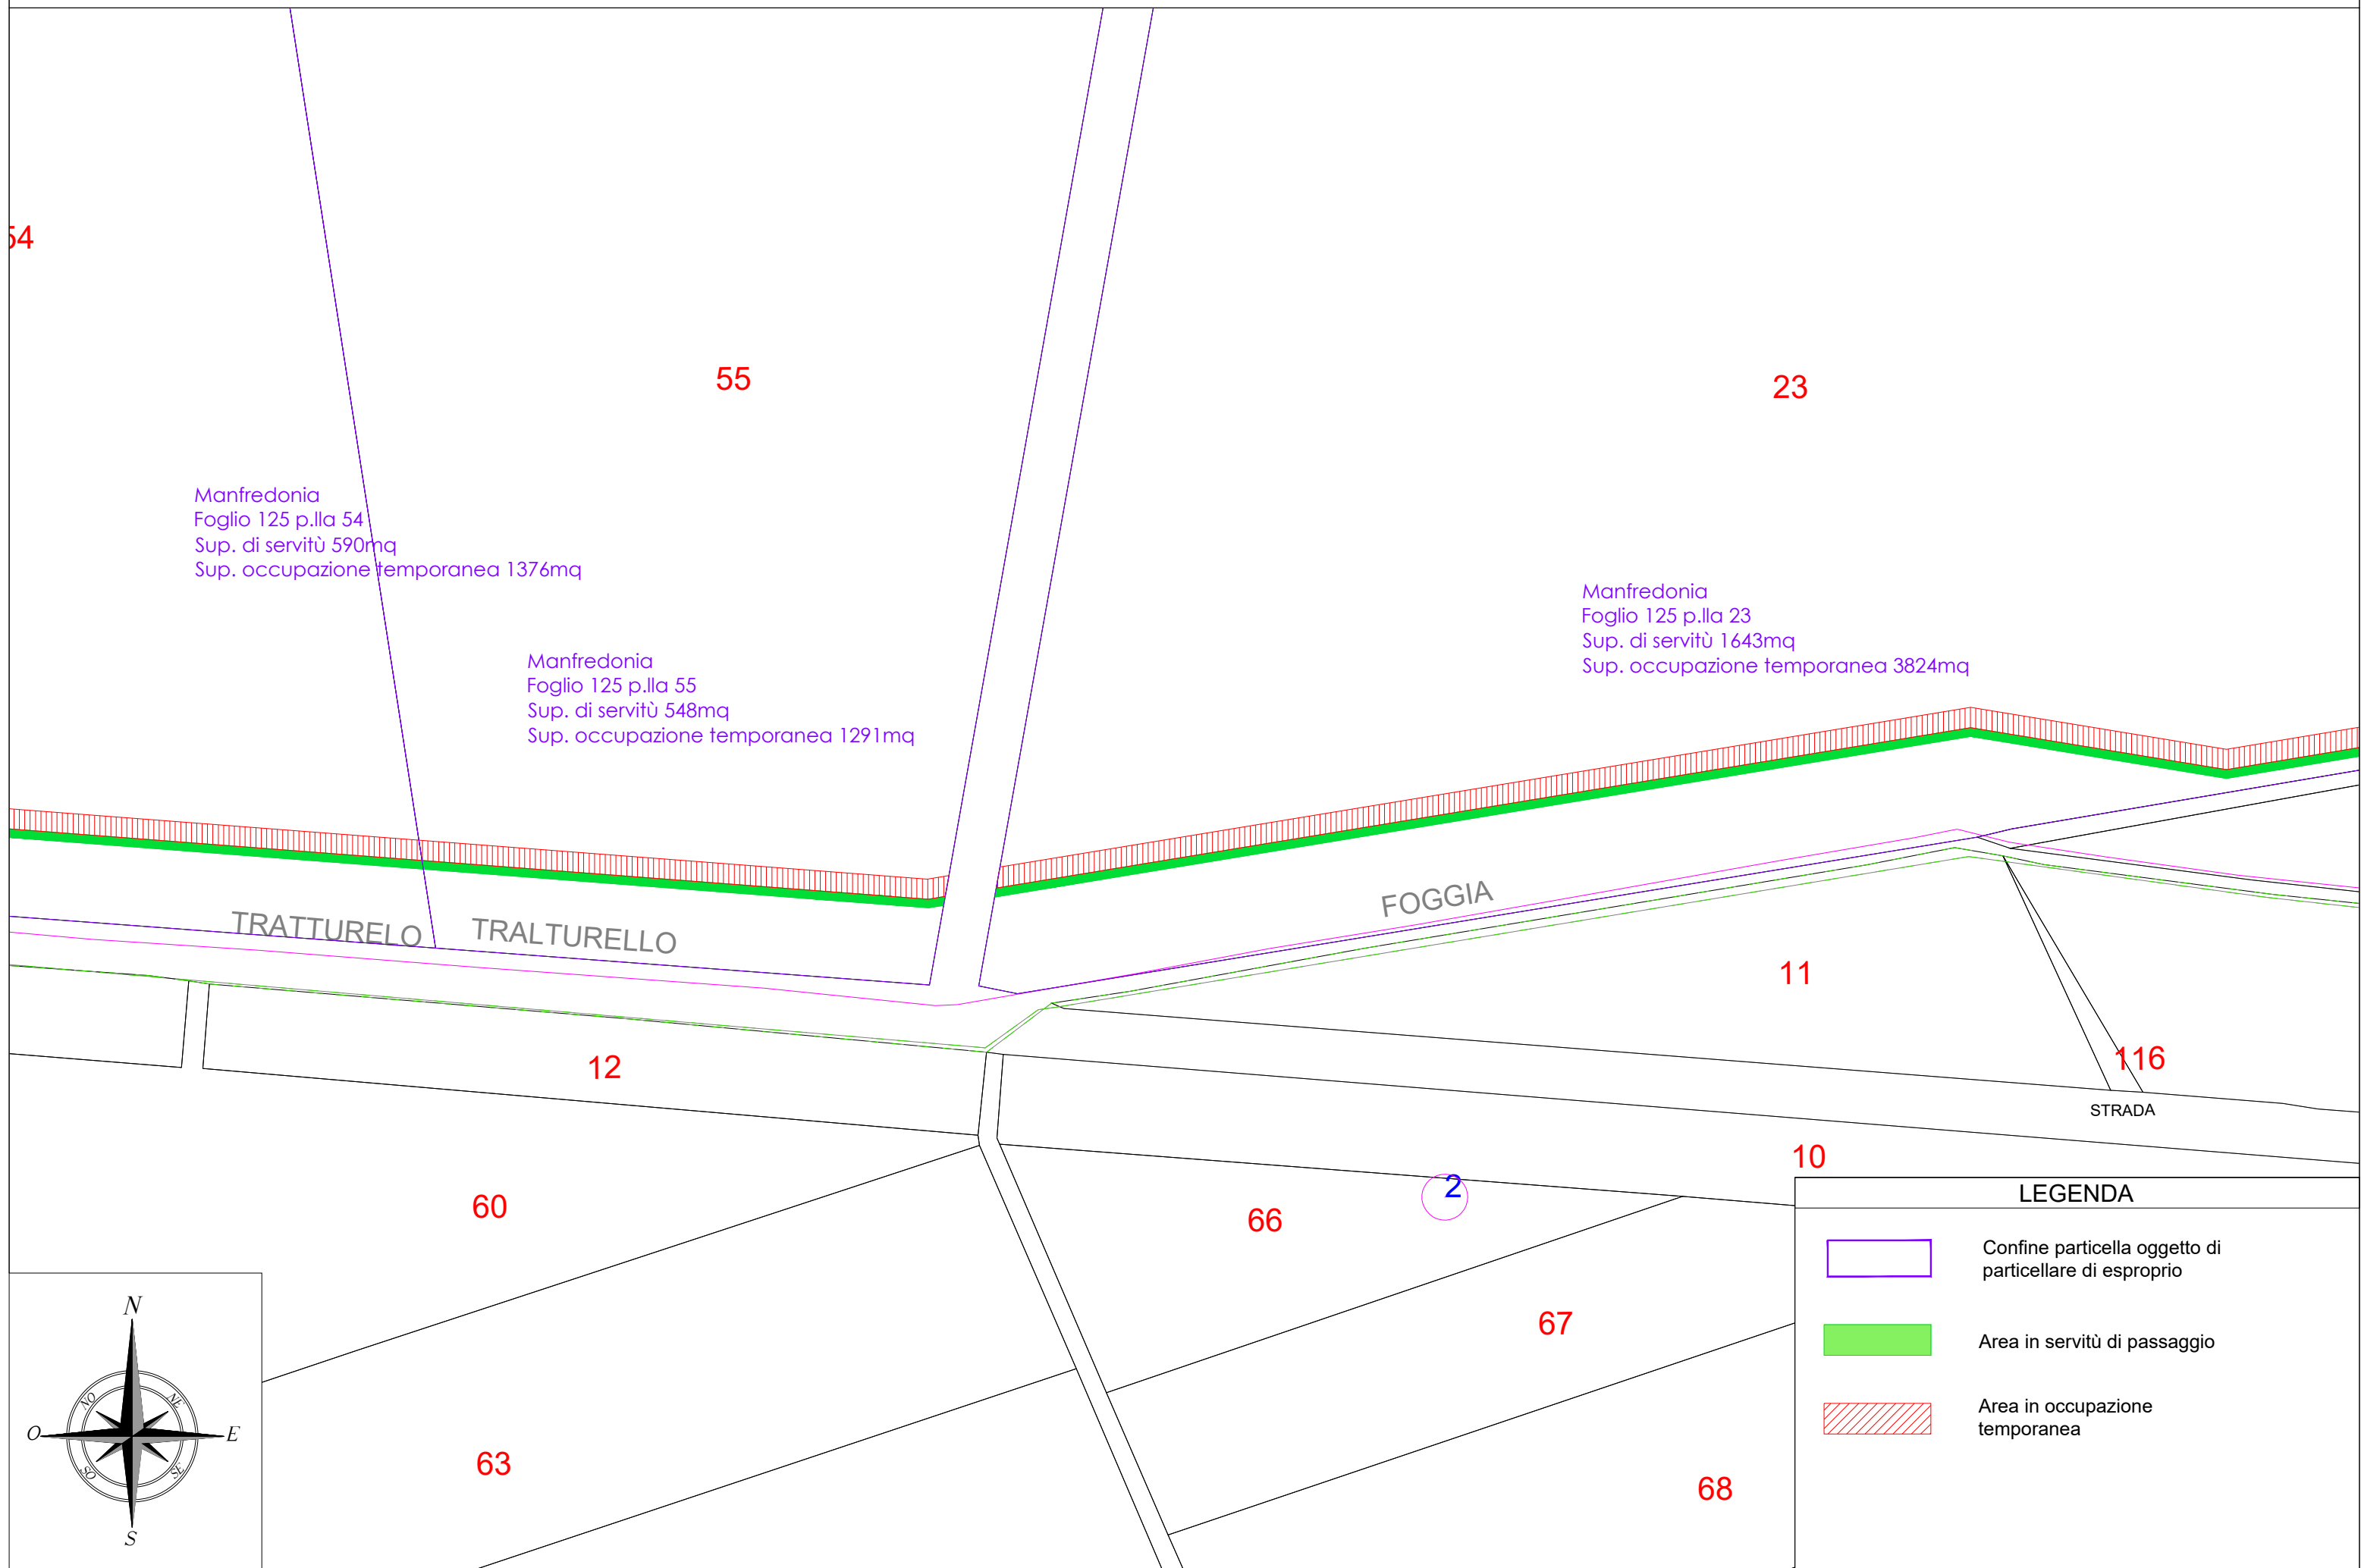 54
55
23
Manfredonia
Foglio 125 p.lla 54
Sup. di servitù 590mq
Sup. occupazione temporanea 1376mq
Manfredonia
Foglio 125 p.lla 23
Sup. di servitù 1643mq
Sup. occupazione temporanea 3824mq
Manfredonia
Foglio 125 p.lla 55
Sup. di servitù 548mq
Sup. occupazione temporanea 1291mq
TRATTURELO
TRALTURELLO
FOGGIA
11
12
116
STRADA
10
2
60
66
67
63
68
LEGENDA
Confine particella oggetto di
particellare di esproprio
Area in servitù di passaggio
Area in occupazione
temporanea
N
NO
NE
O
E
SO
SE
S